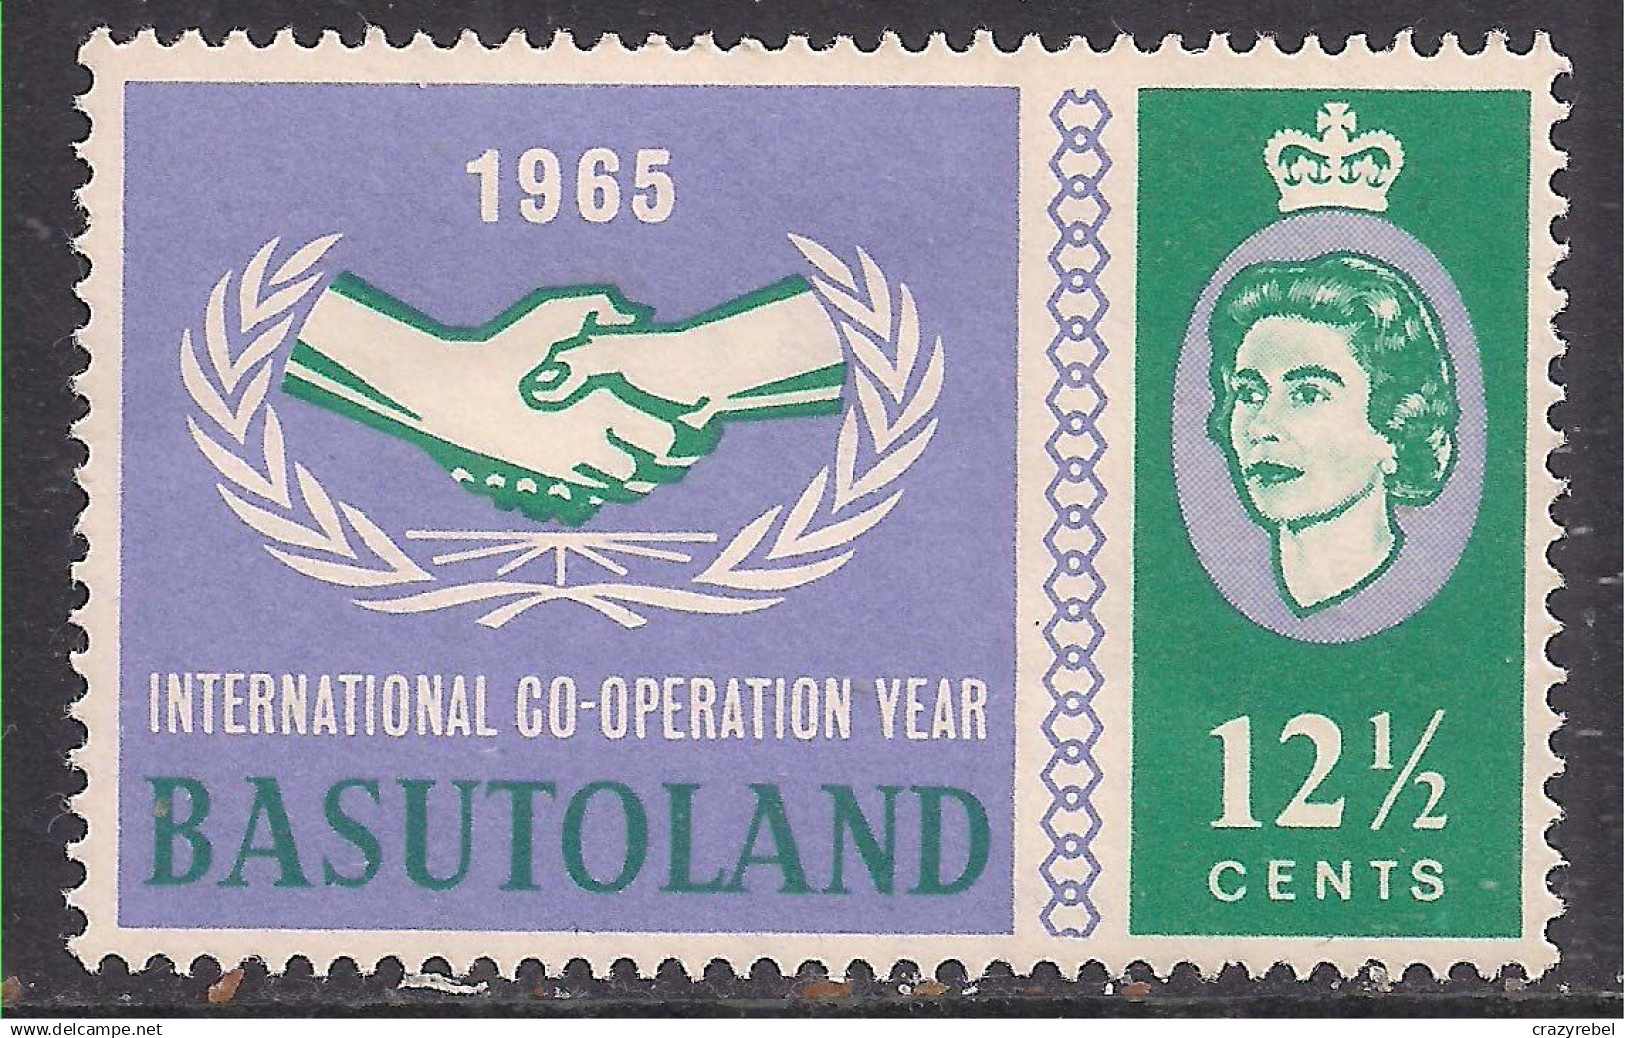 1965
INTERNATIONAL CO-OPERATION YEAR
BASUTOLAND
12½
CENTS
www.delcampe.net
crazyrebel